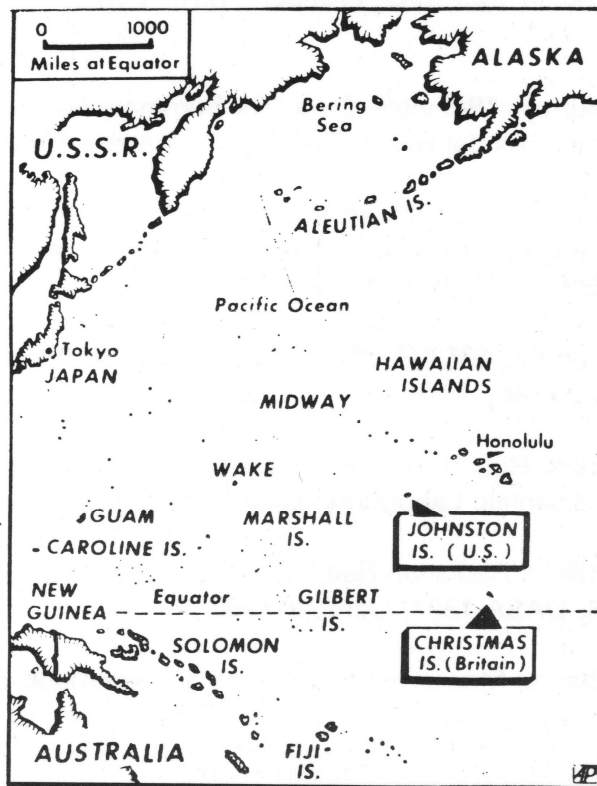 0 1000
Miles at Equator
ALASKA
Bering
Sea
U.S.S.R.
ALEUTIAN IS.
Pacific Ocean
Tokyo
JAPAN
HAWAIIAN
ISLANDS
MIDWAY
Honolulu
WAKE
GUAM
MARSHALL
IS.
JOHNSTON
IS. (U.S.)
CAROLINE IS.
NEW
GUINEA
Equator
GILBERT
IS.
SOLOMON
IS.
CHRISTMAS
IS. (Britain)
AUSTRALIA
FIJI
IS.
AP